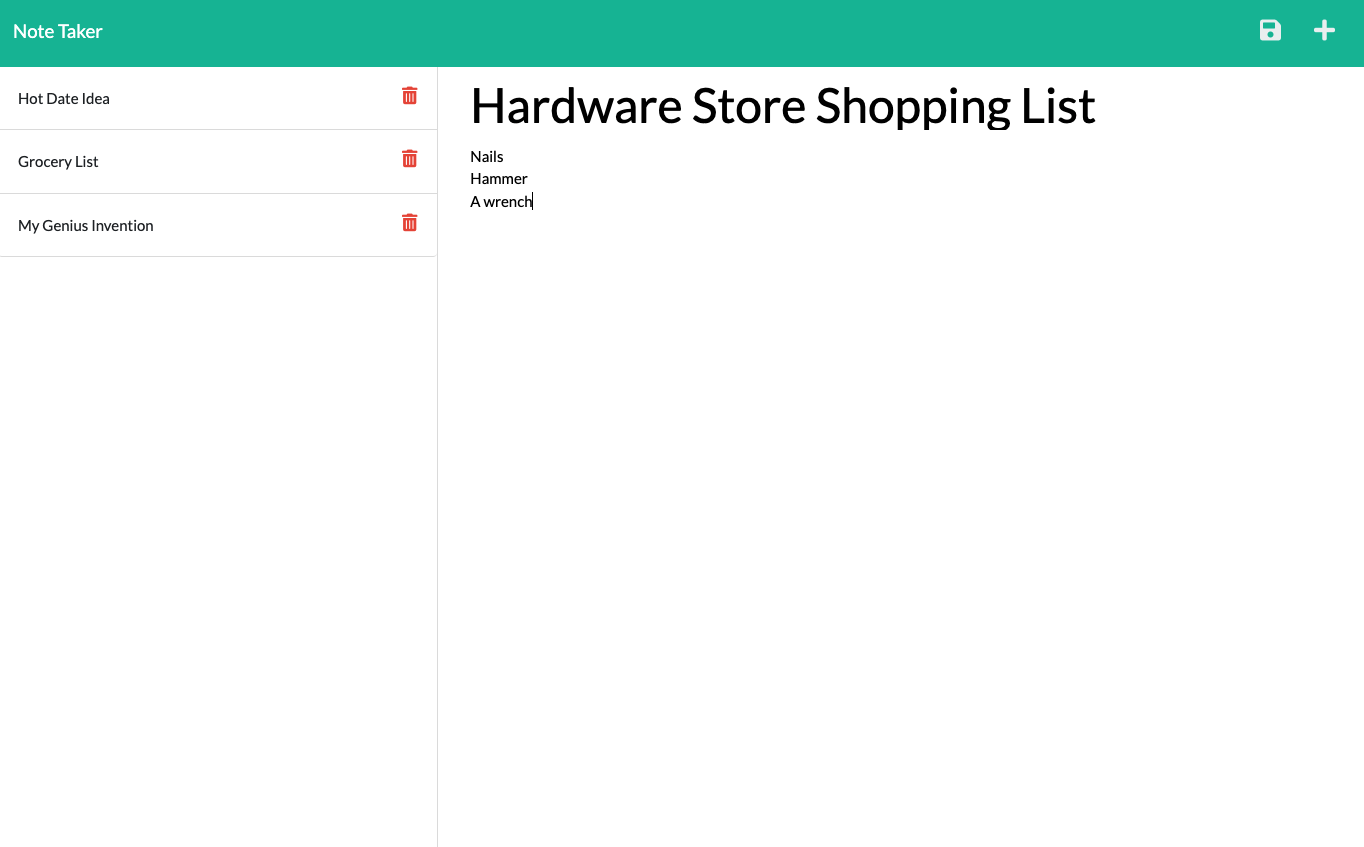 Note Taker
Hot Date Idea
Grocery List
My Genius Invention
Hardware Store Shopping List
Nails
Hammer
A wrench